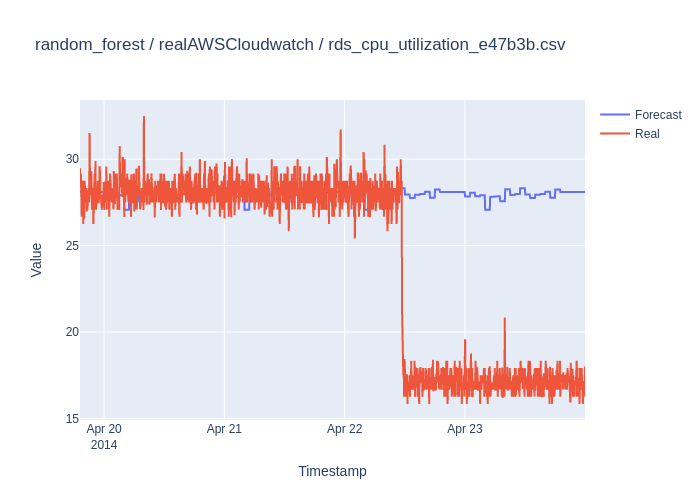 random_forest / realAWSCloudwatch / rds_cpu_utilization_e47b3b.csv
Forecast
Real
30
25
20
15
Value
Apr 20
2014
Apr 21
Apr 22
Apr 23
Timestamp